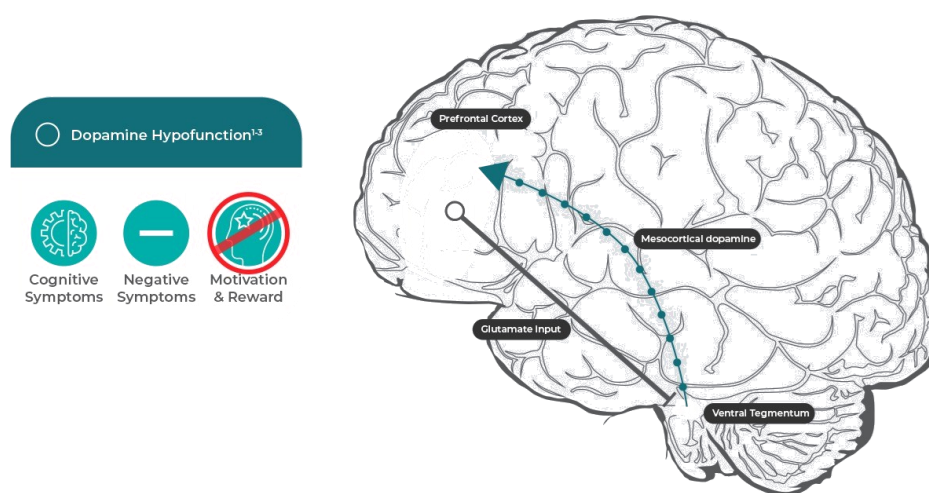 Dopamine Hypofunction¹⁻³
Cognitive
Symptoms
Negative
Symptoms
Motivation
& Reward
Prefrontal Cortex
Mesocortical dopamine
Glutamate Input
Ventral Tegmentum